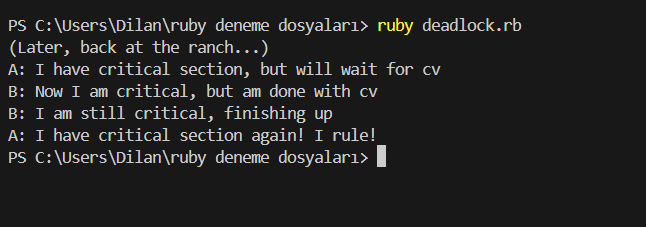 PS C:\Users\Dilan\ruby deneme dosyaları> ruby deadlock.rb
(Later, back at the ranch...)
A: I have critical section, but will wait for cv
B: Now I am critical, but am done with cv
B: I am still critical, finishing up
A: I have critical section again! I rule!
PS C:\Users\Dilan\ruby deneme dosyaları>